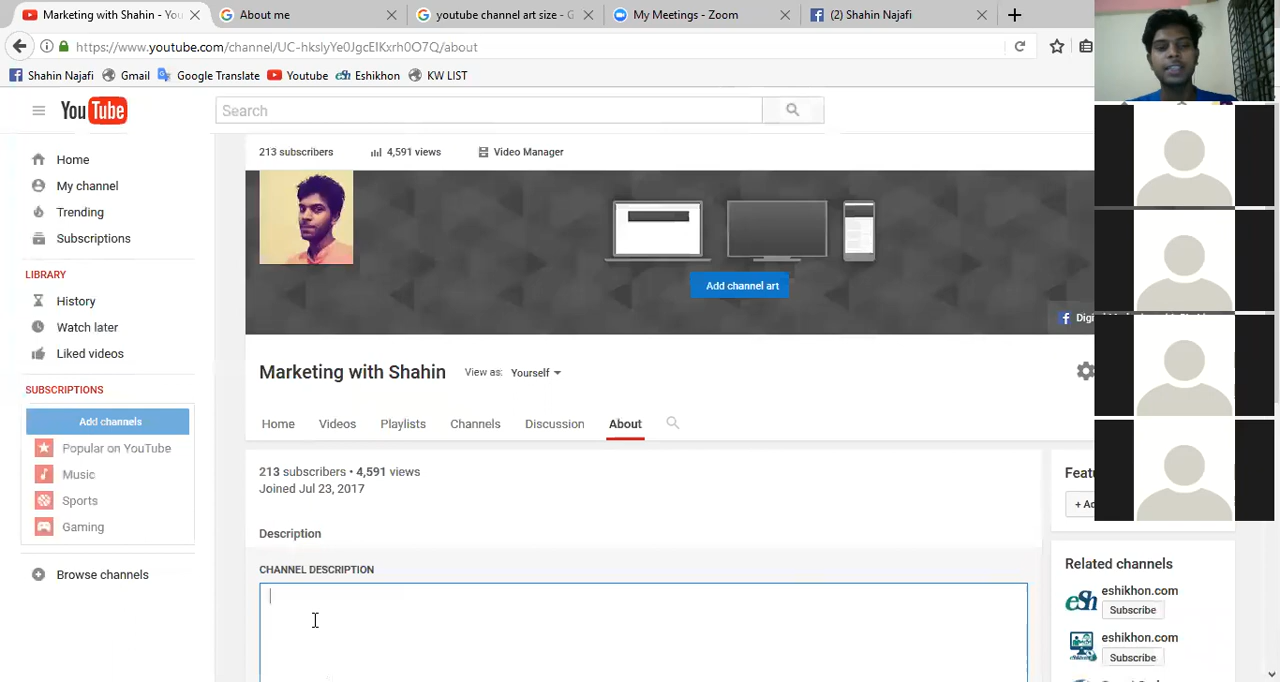 Marketing with Shahin - You
About me
youtube channel art size - G
My Meetings - Zoom
(2) Shahin Najafi
https://www.youtube.com/channel/UC-hkslyYe0JgcEIKxrh0O7Q/about
Shahin Najafi
Gmail
Google Translate
Youtube
Eshikhon
KW LIST
YouTube
Search
Home
My channel
Trending
Subscriptions
LIBRARY
History
Watch later
Liked videos
SUBSCRIPTIONS
Add channels
Popular on YouTube
Music
Sports
Gaming
Browse channels
213 subscribers
4,591 views
Video Manager
Add channel art
Marketing with Shahin
View as: Yourself
Home
Videos
Playlists
Channels
Discussion
About
213 subscribers • 4,591 views
Joined Jul 23, 2017
Description
CHANNEL DESCRIPTION
Related channels
esh
eshikhon.com
Subscribe
eshikhon.com
Subscribe